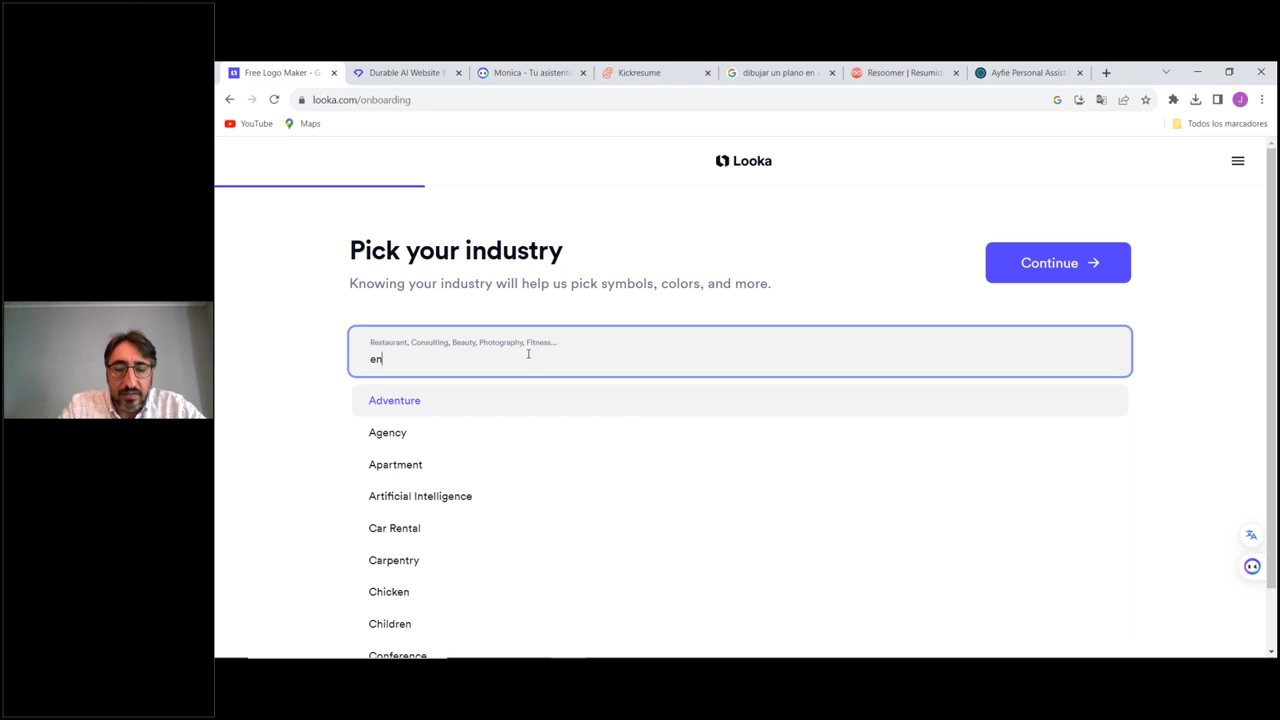 Free Logo Maker - G
Durable AI Website
Monica - Tu asistent
Kickresume
dibujar un plano en
Resoomer | Resumid
Ayfie Personal Assis
looka.com/onboarding
YouTube
Maps
Todos los marcadores
Looka
Pick your industry
Continue →
Knowing your industry will help us pick symbols, colors, and more.
Restaurant, Consulting, Beauty, Photography, Fitness...
en
Adventure
Agency
Apartment
Artificial Intelligence
Car Rental
Carpentry
Chicken
Children
Conference